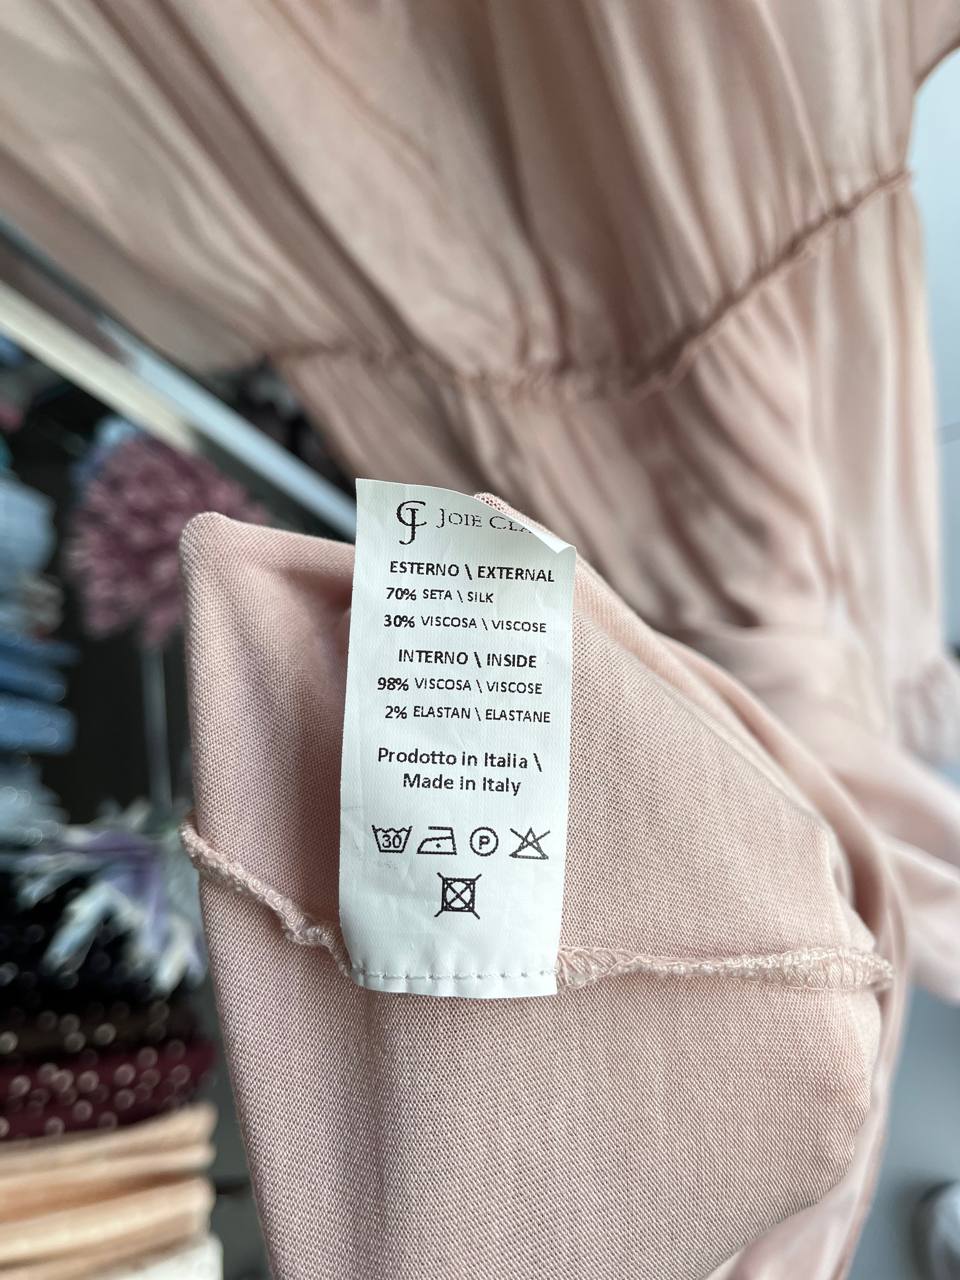 JOIE
ESTERNO \ EXTERNAL
70% SETA \ SILK
30% VISCOSA \ VISCOSE
INTERNO \ INSIDE
98% VISCOSA \ VISCOSE
2% ELASTAN \ ELASTANE
Prodotto in Italia \
Made in Italy
30 P